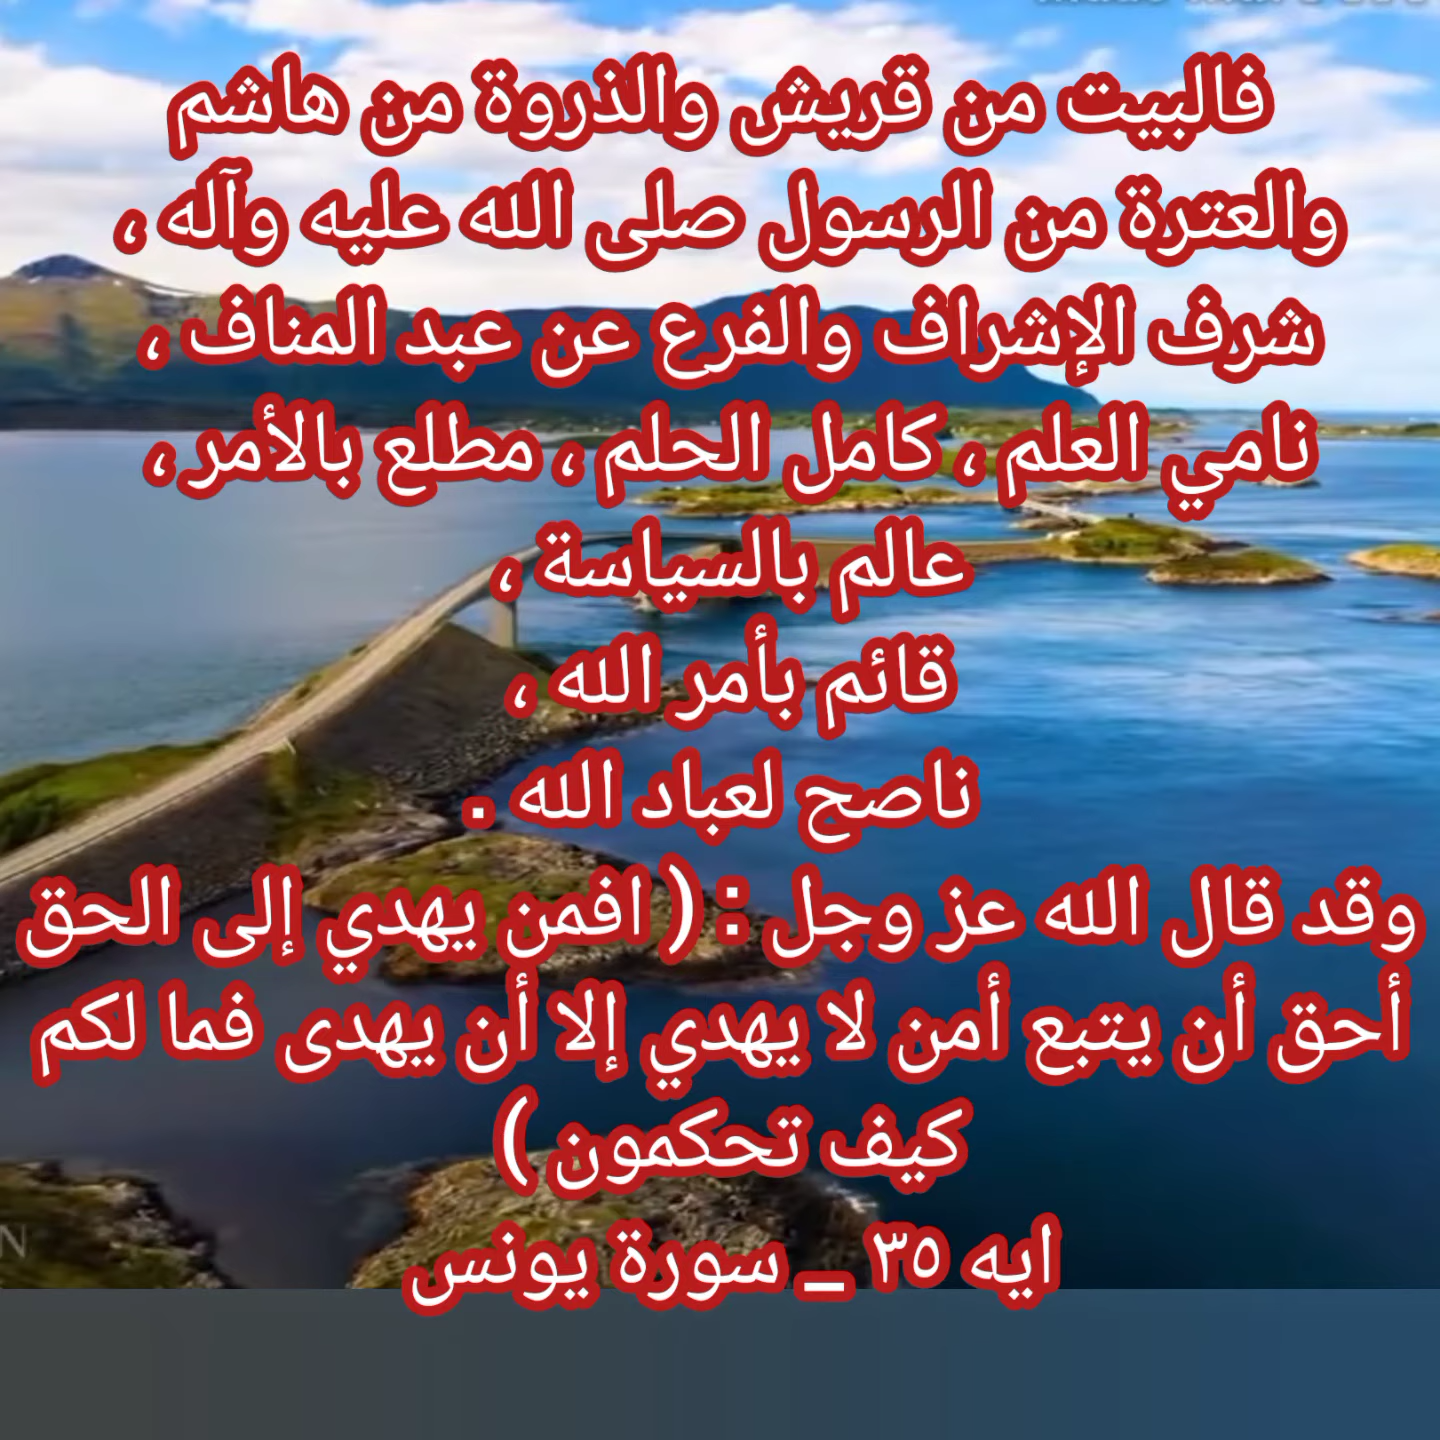 فالبيت من قريش والذروة من هاشم
والعترة من الرسول صلى الله عليه وآله ،
شرف الإشراف والفرع عن عبد المناف ،
نامي العلم ، كامل الحلم ، مطلع بالأمر ،
عالم بالسياسة ،
قائم بأمر الله ،
ناصح لعباد الله .
وقد قال الله عز وجل : ( افمن يهدي إلى الحق
أحق أن يتبع أمن لا يهدي إلا أن يهدى فما لكم
كيف تحكمون )
ايه ٣٥ _ سورة يونس